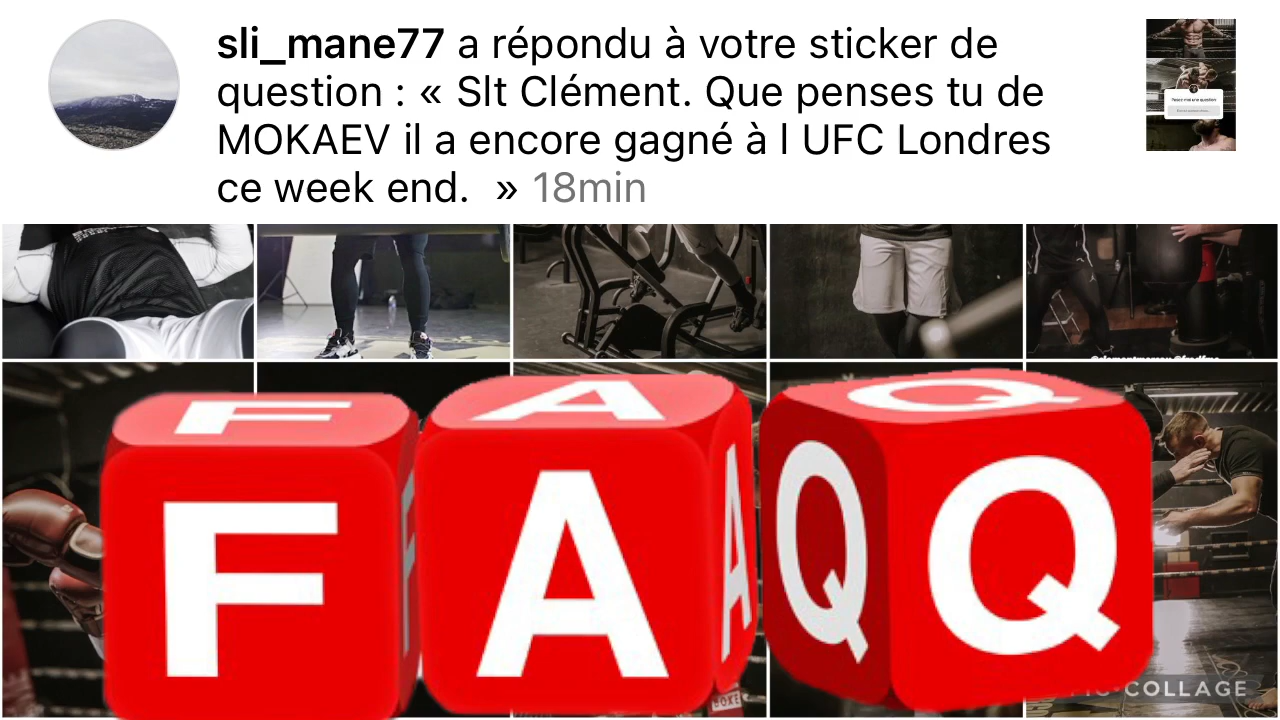 sli_mane77 a répondu à votre sticker de
question : « Slt Clément. Que penses tu de
MOKAEV il a encore gagné à l UFC Londres
ce week end. » 18min
F A Q
F A A Q Q
COLLAGE